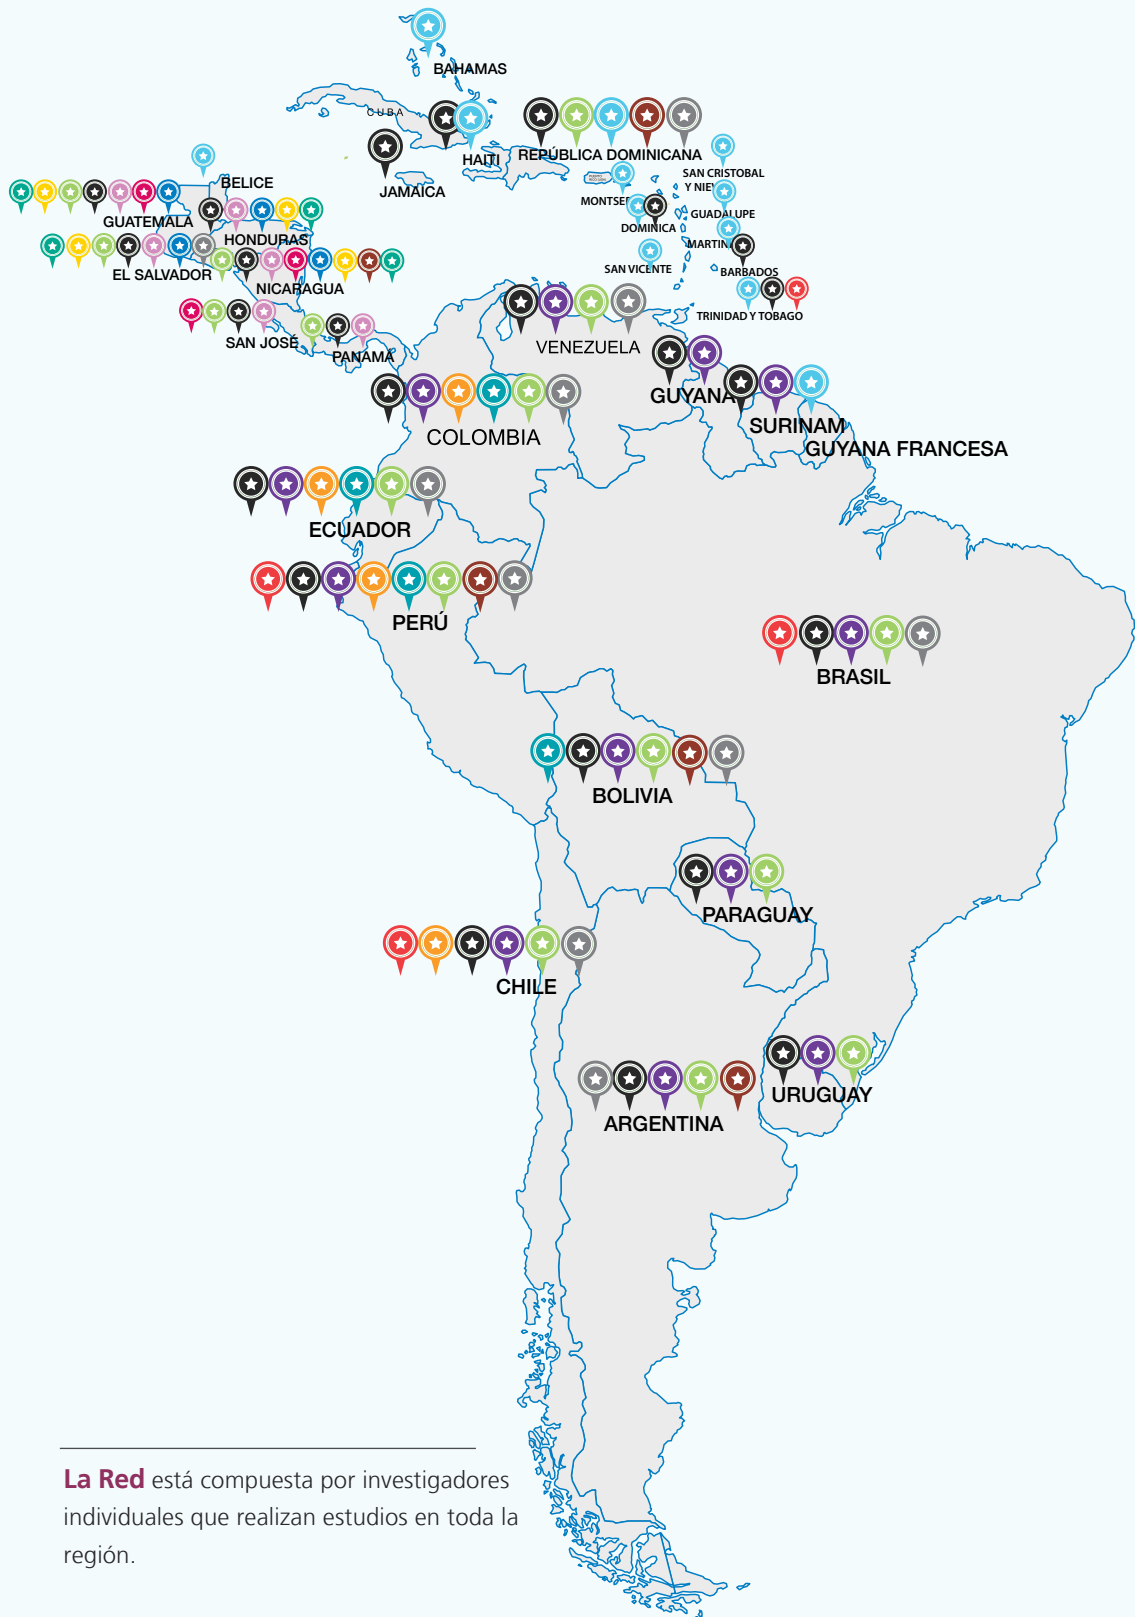 BAHAMAS
CUBA
HAITI
REPÚBLICA DOMINICANA
JAMAICA
SAN CRISTOBAL
Y NIE
BELICE
MONTSE
GUADALUPE
GUATEMALA
DOMINICA
HONDURAS
MARTIN
SAN VICENTE
BARBADOS
EL SALVADOR
NICARAGUA
TRINIDAD Y TOBAGO
SAN JOSÉ
PANAMÁ
VENEZUELA
GUYANA
COLOMBIA
SURINAM
GUYANA FRANCESA
ECUADOR
PERÚ
BRASIL
BOLIVIA
PARAGUAY
CHILE
URUGUAY
ARGENTINA
La Red está compuesta por investigadores
individuales que realizan estudios en toda la
región.